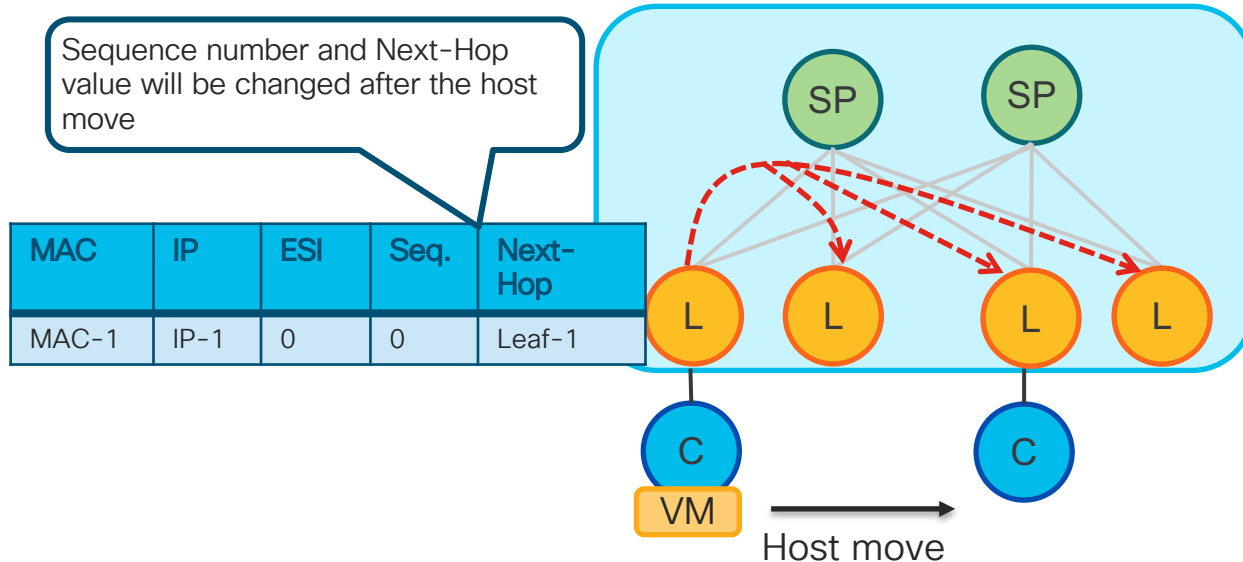 Sequence number and Next-Hop
value will be changed after the host
move
SP
SP
MAC
IP
ESI
Seq.
Next-
Hop
MAC-1
IP-1
0
0
Leaf-1
L
L
L
L
C
C
VM
Host move